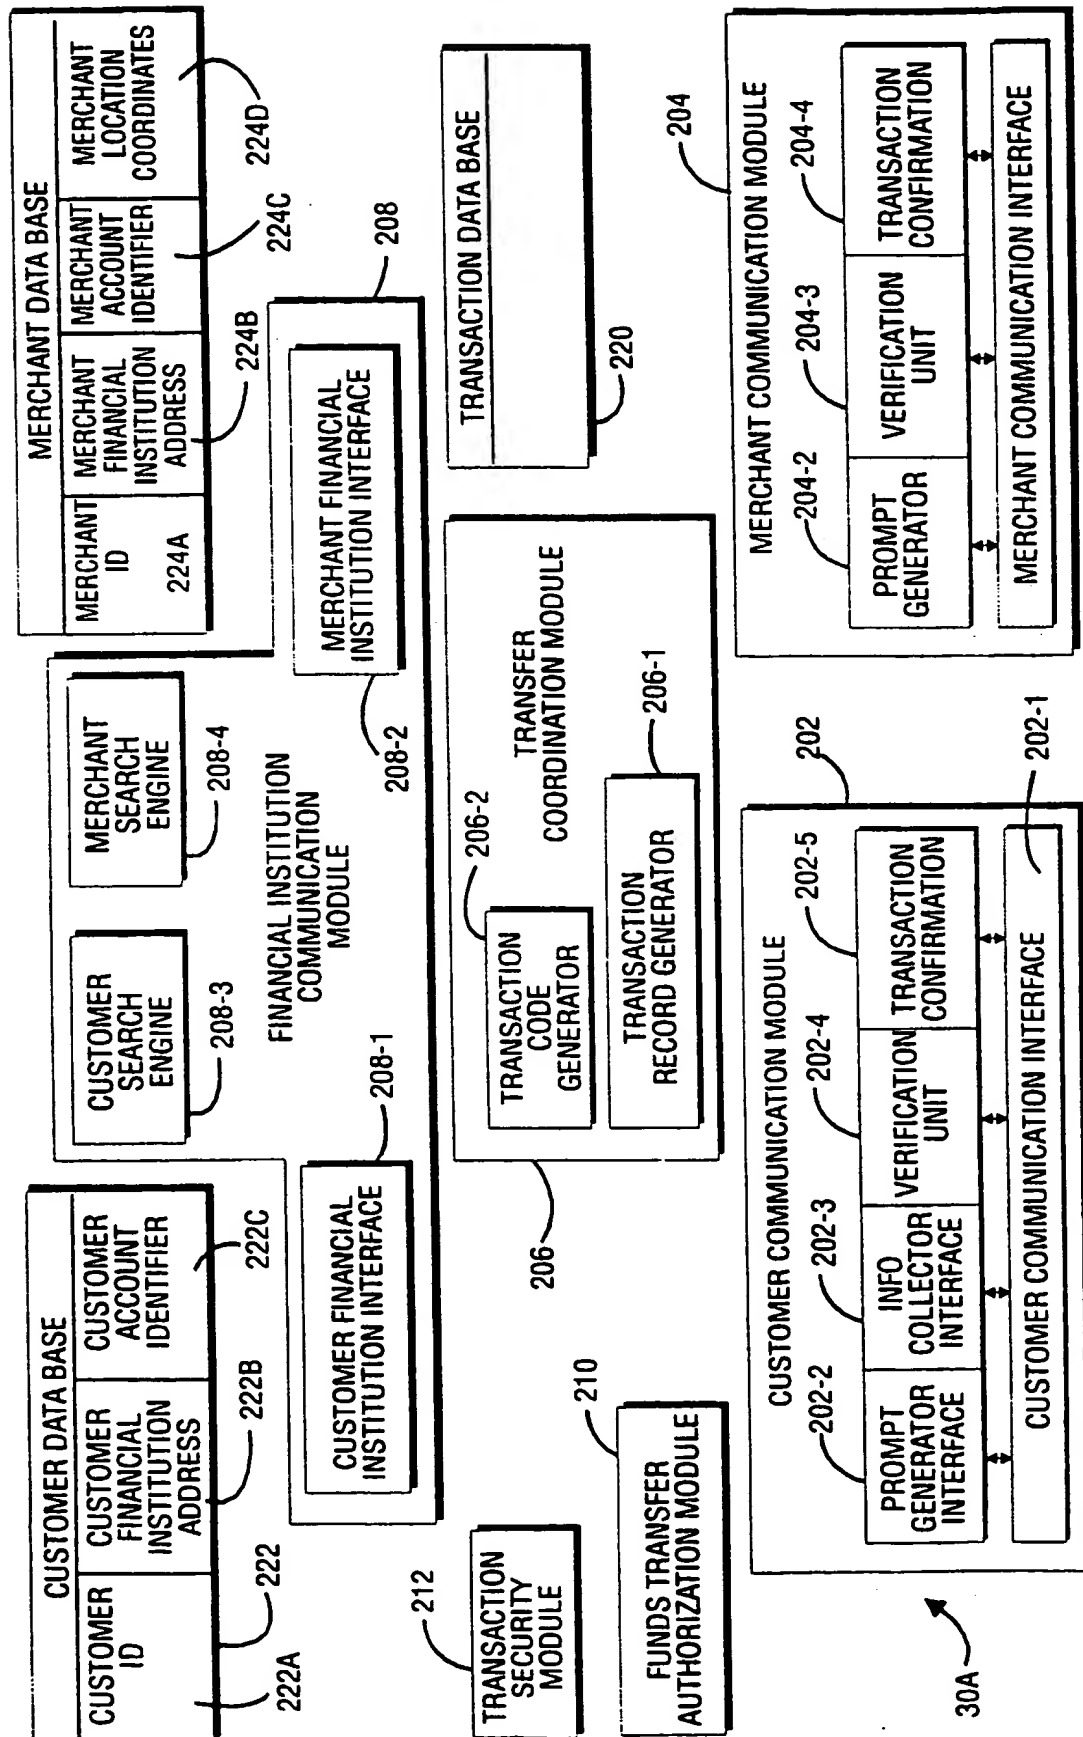 CUSTOMER DATA BASE
CUSTOMER
ID
222A
CUSTOMER
FINANCIAL
INSTITUTION
ADDRESS
222B
CUSTOMER
ACCOUNT
IDENTIFIER
222C
222
MERCHANT DATA BASE
MERCHANT
ID
224A
MERCHANT
FINANCIAL
INSTITUTION
ADDRESS
224B
MERCHANT
ACCOUNT
IDENTIFIER
224C
MERCHANT
LOCATION
COORDINATES
224D
CUSTOMER
SEARCH
ENGINE
208-3
MERCHANT
SEARCH
ENGINE
208-4
FINANCIAL INSTITUTION
COMMUNICATION
MODULE
208-1
CUSTOMER FINANCIAL
INSTITUTION INTERFACE
MERCHANT FINANCIAL
INSTITUTION INTERFACE
208-2
208
TRANSACTION
SECURITY
MODULE
212
TRANSACTION
CODE
GENERATOR
206-2
TRANSFER
COORDINATION MODULE
TRANSACTION
RECORD GENERATOR
206-1
206
TRANSACTION DATA BASE
220
FUNDS TRANSFER
AUTHORIZATION MODULE
210
CUSTOMER COMMUNICATION MODULE
202
202-2
202-3
202-4
202-5
PROMPT
GENERATOR
INTERFACE
INFO
COLLECTOR
INTERFACE
VERIFICATION
UNIT
TRANSACTION
CONFIRMATION
CUSTOMER COMMUNICATION INTERFACE
202-1
MERCHANT COMMUNICATION MODULE
204
204-2
204-3
204-4
PROMPT
GENERATOR
VERIFICATION
UNIT
TRANSACTION
CONFIRMATION
MERCHANT COMMUNICATION INTERFACE
30A